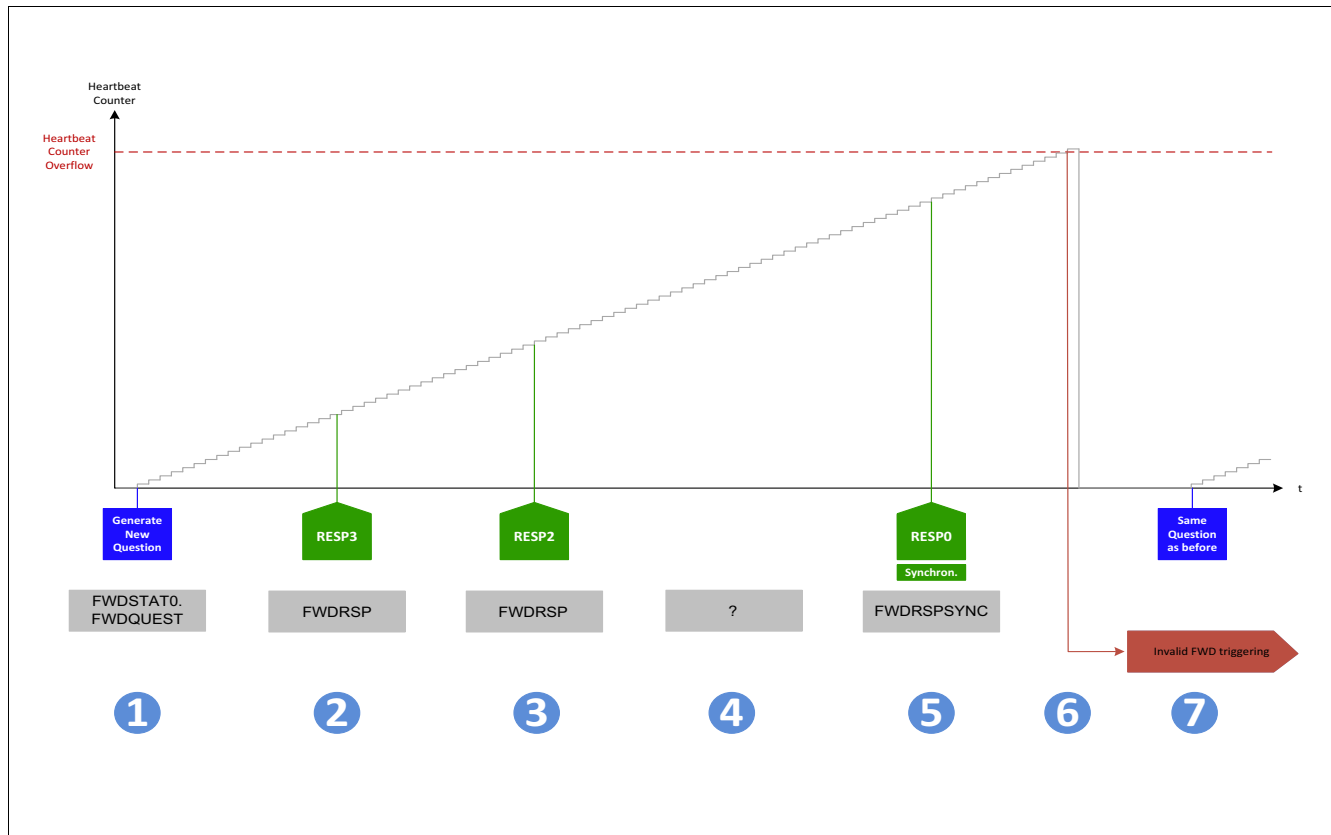 Heartbeat
Counter
Heartbeat
Counter
Overflow
t
Generate
New
Question
RESP3
RESP2
RESP0
Synchron.
Same
Question
as before
FWDSTAT0.
FWDQUEST
FWDRSP
FWDRSP
?
FWDRSPSYNC
Invalid FWD triggering
1
2
3
4
5
6
7